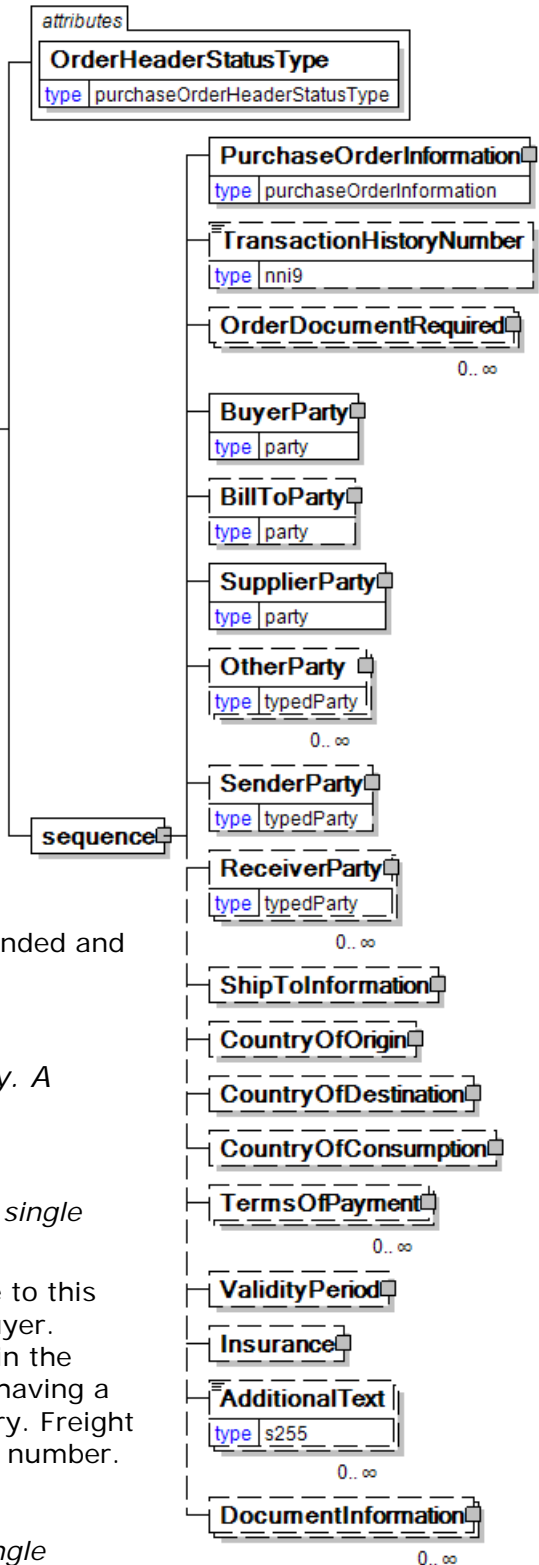 attributes
OrderHeaderStatusType
type purchaseOrderHeaderStatusType
PurchaseOrderInformation
type purchaseOrderInformation
TransactionHistoryNumber
type nni9
OrderDocumentRequired
0.. ∞
BuyerParty
type party
BillToParty
type party
SupplierParty
type party
OtherParty
type typedParty
0.. ∞
SenderParty
type typedParty
sequence
ReceiverParty
type typedParty
0.. ∞
ShipToInformation
CountryOfOrigin
CountryOfDestination
CountryOfConsumption
TermsOfPayment
0.. ∞
ValidityPeriod
Insurance
AdditionalText
type s255
0.. ∞
DocumentInformation
0.. ∞
nded and
y. A
single
e to this
yer.
in the
having a
ry. Freight
number.
ngle